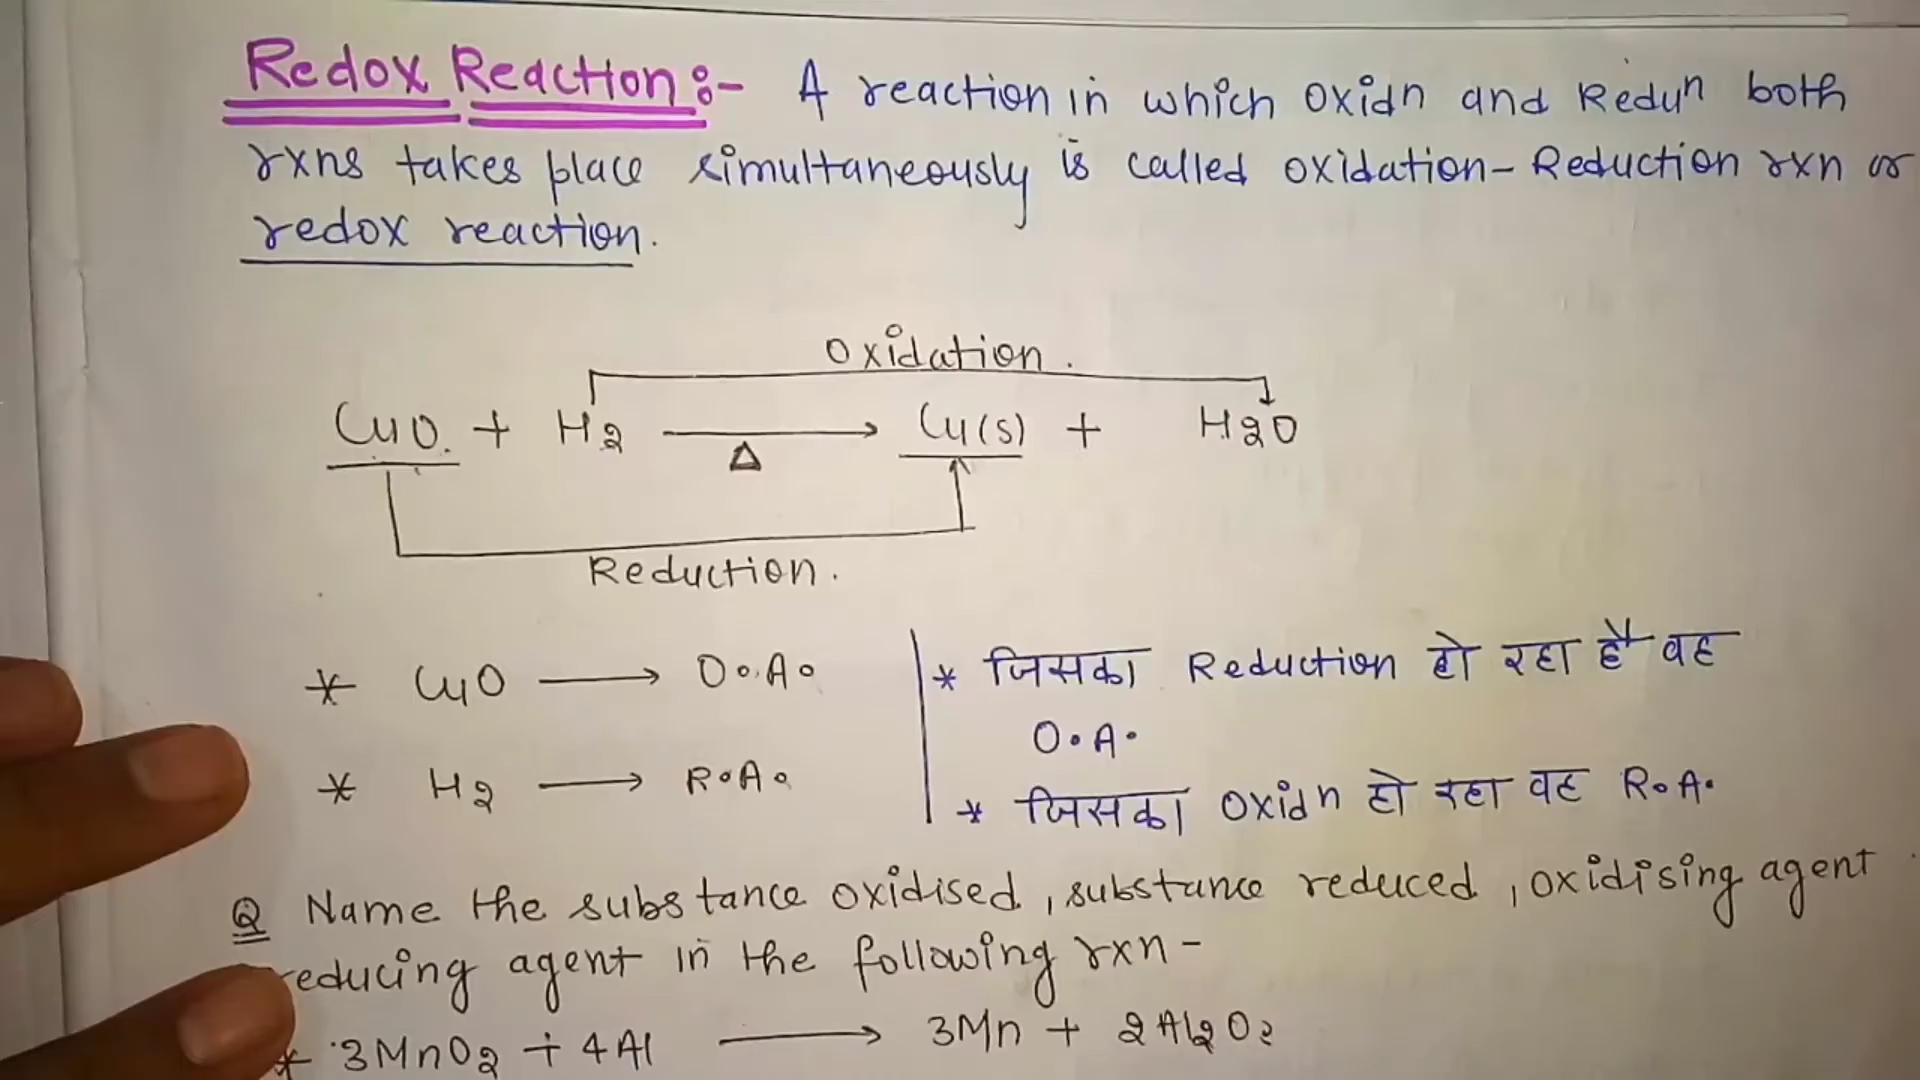 Redox Reaction :- A reaction in which oxidn and Redun both
rxns takes place simultaneously is called oxidation-Reduction rxn or
redox reaction.
Oxidation.
CuO + H2 → Cu(s) + H2O
Δ
Reduction.
* CuO → O.A.
* H2 → R.A.
* जिसका Reduction हो रहा है वह
O.A.
* जिसका oxidn हो रहा वह R.A.
Q Name the substance oxidised, substance reduced, oxidising agent
reducing agent in the following rxn-
* 3MnO2 + 4Al → 3Mn + 2Al2O3